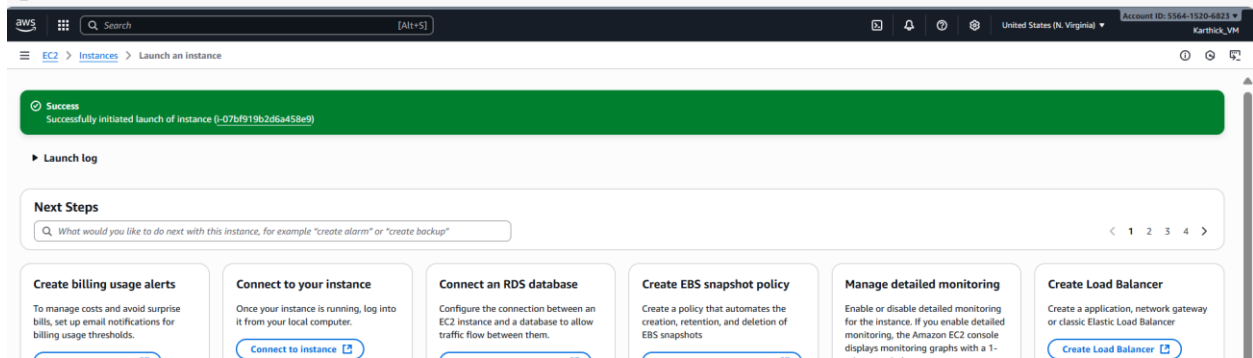 aws
Search [Alt+S]
United States (N. Virginia)
Account ID: 5564-1520-6823
Karthick_VM
EC2 > Instances > Launch an instance
Success
Successfully initiated launch of instance (i-07bf919b2d6a458e9)
Launch log
Next Steps
What would you like to do next with this instance, for example "create alarm" or "create backup"
< 1 2 3 4 >
Create billing usage alerts
To manage costs and avoid surprise
bills, set up email notifications for
billing usage thresholds.
Connect to your instance
Once your instance is running, log into
it from your local computer.
Connect to instance
Connect an RDS database
Configure the connection between an
EC2 instance and a database to allow
traffic flow between them.
Create EBS snapshot policy
Create a policy that automates the
creation, retention, and deletion of
EBS snapshots
Manage detailed monitoring
Enable or disable detailed monitoring
for the instance. If you enable detailed
monitoring, the Amazon EC2 console
displays monitoring graphs with a 1-
Create Load Balancer
Create a application, network gateway
or classic Elastic Load Balancer
Create Load Balancer